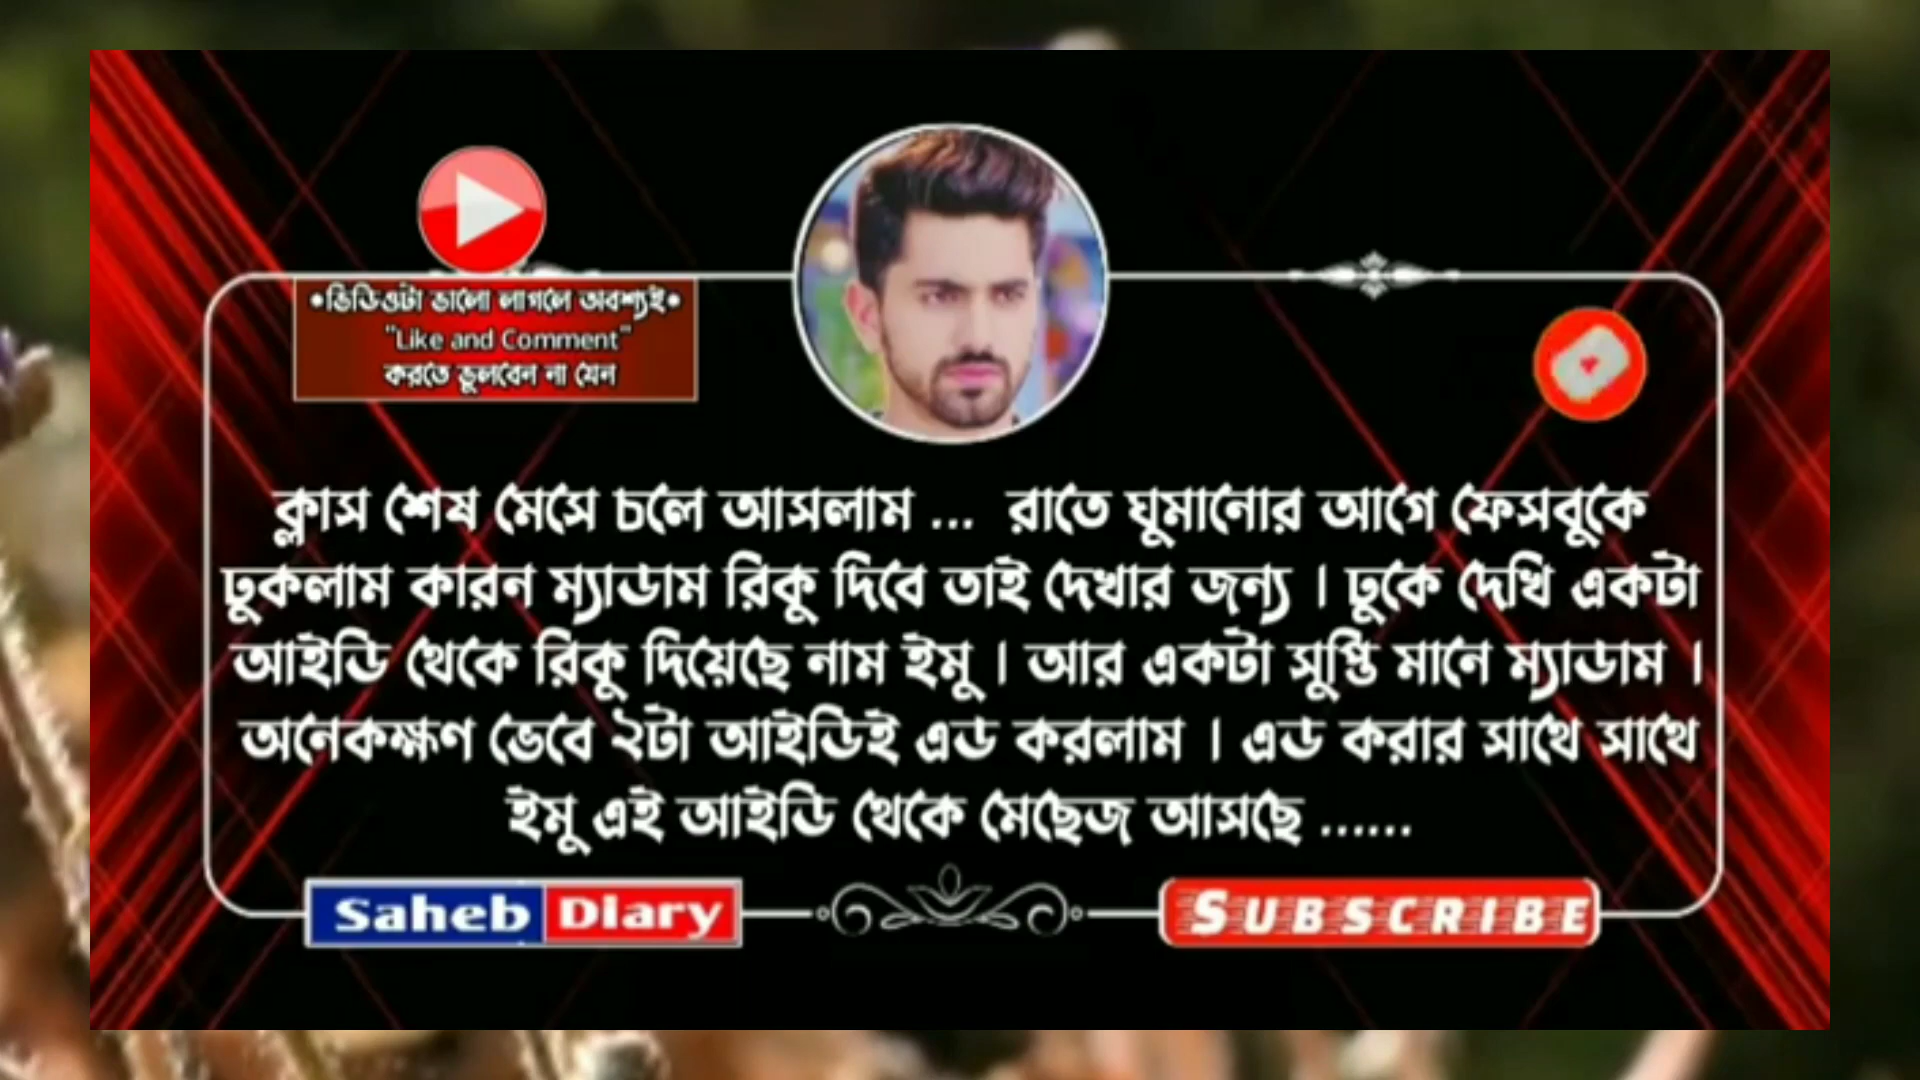 •ভিডিওটা ভালো লাগলে অবশ্যই•
"Like and Comment"
করতে ভুলবেন না যেন
ক্লাস শেষ মেসে চলে আসলাম ... রাতে ঘুমানোর আগে ফেসবুকে
ঢুকলাম কারন ম্যাডাম রিকু দিবে তাই দেখার জন্য । ঢুকে দেখি একটা
আইডি থেকে রিকু দিয়েছে নাম ইমু । আর একটা সুপ্তি মানে ম্যাডাম ।
অনেকক্ষণ ভেবে ২টা আইডিই এড করলাম । এড করার সাথে সাথে
ইমু এই আইডি থেকে মেছেজ আসছে ......
Saheb DIary
SUBSCRIBE